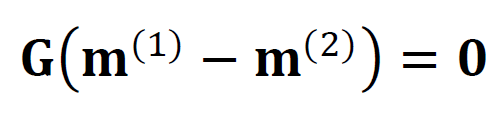 G(m⁽¹⁾ − m⁽²⁾) = 0